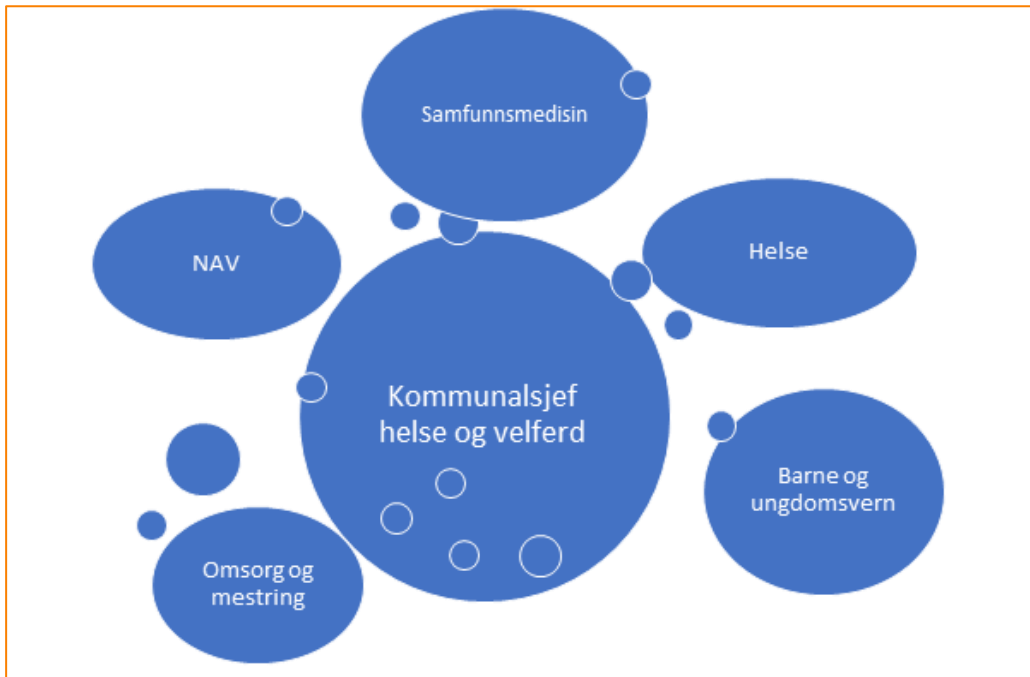 Samfunnsmedisin
NAV
Helse
Kommunalsjef
helse og velferd
Barne og
ungdomsvern
Omsorg og
mestring